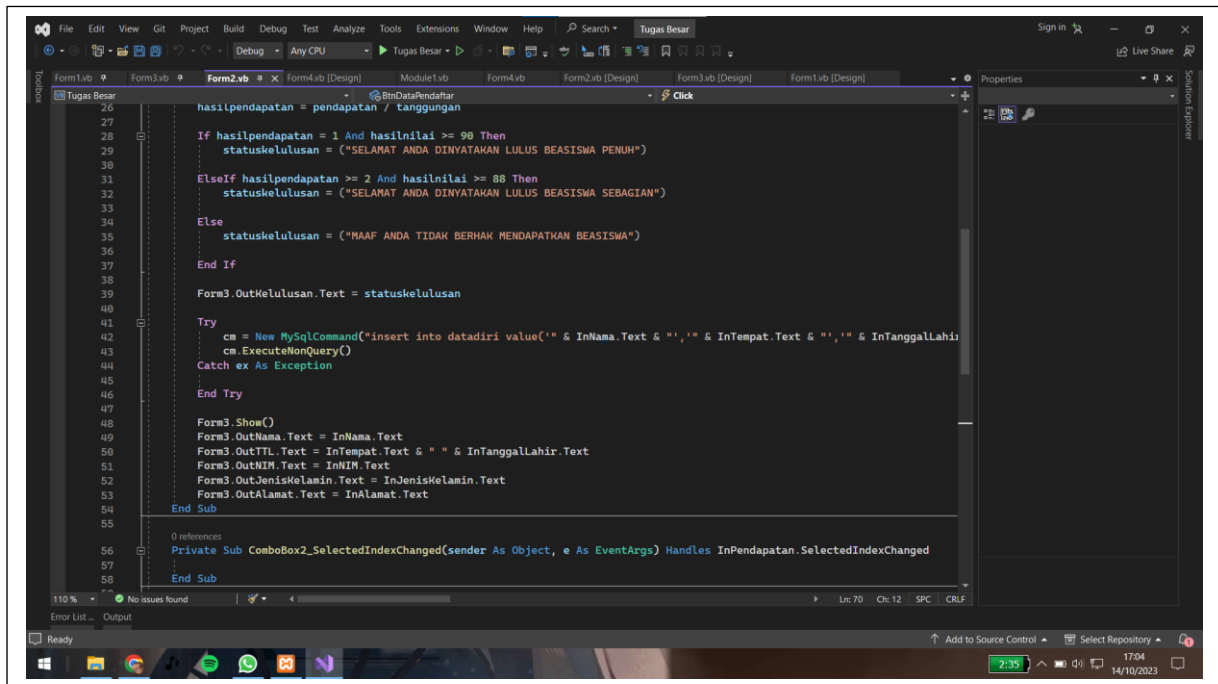 File Edit View Git Project Build Debug Test Analyze Tools Extensions Window Help Search Tugas Besar Sign in
Debug Any CPU Tugas Besar Live Share
Toolbox
Form1.vb Form3.vb Form2.vb Form4.vb [Design] Module1.vb Form4.vb Form2.vb [Design] Form3.vb [Design] Form1.vb [Design] Properties
Solution Explorer
Tugas Besar BtnDataPendaftar Click
26 hasilpendapatan = pendapatan / tanggungan
27
28 If hasilpendapatan = 1 And hasilnilai >= 90 Then
29 statuskelulusan = ("SELAMAT ANDA DINYATAKAN LULUS BEASISWA PENUH")
30
31 ElseIf hasilpendapatan >= 2 And hasilnilai >= 88 Then
32 statuskelulusan = ("SELAMAT ANDA DINYATAKAN LULUS BEASISWA SEBAGIAN")
33
34 Else
35 statuskelulusan = ("MAAF ANDA TIDAK BERHAK MENDAPATKAN BEASISWA")
36
37 End If
38
39 Form3.OutKelulusan.Text = statuskelulusan
40
41 Try
42 cm = New MySqlCommand("insert into datadiri value('" & InNama.Text & "','" & InTempat.Text & "','" & InTanggalLahi
43 cm.ExecuteNonQuery()
44 Catch ex As Exception
45
46 End Try
47
48 Form3.Show()
49 Form3.OutNama.Text = InNama.Text
50 Form3.OutTTL.Text = InTempat.Text & " " & InTanggalLahir.Text
51 Form3.OutNIM.Text = InNIM.Text
52 Form3.OutJenisKelamin.Text = InJenisKelamin.Text
53 Form3.OutAlamat.Text = InAlamat.Text
54 End Sub
55
0 references
56 Private Sub ComboBox2_SelectedIndexChanged(sender As Object, e As EventArgs) Handles InPendapatan.SelectedIndexChanged
57
58 End Sub
110 % No issues found Ln: 70 Ch: 12 SPC CRLF
Error List ... Output
Ready Add to Source Control Select Repository
2:35 17:04
14/10/2023